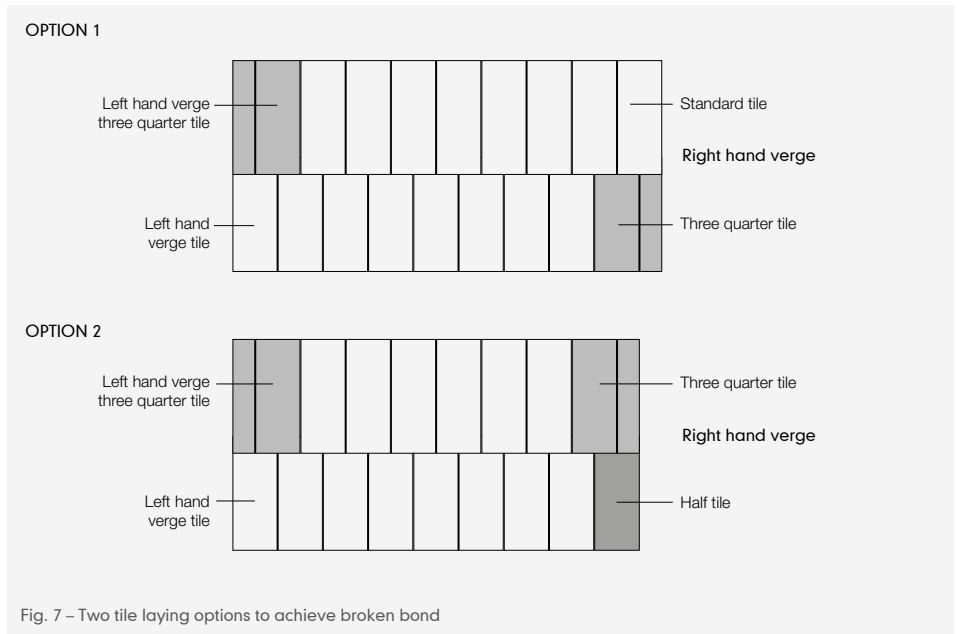 OPTION 1
Left hand verge
three quarter tile
Standard tile
Right hand verge
Left hand
verge tile
Three quarter tile
OPTION 2
Left hand verge
three quarter tile
Three quarter tile
Right hand verge
Left hand
verge tile
Half tile
Fig. 7 – Two tile laying options to achieve broken bond